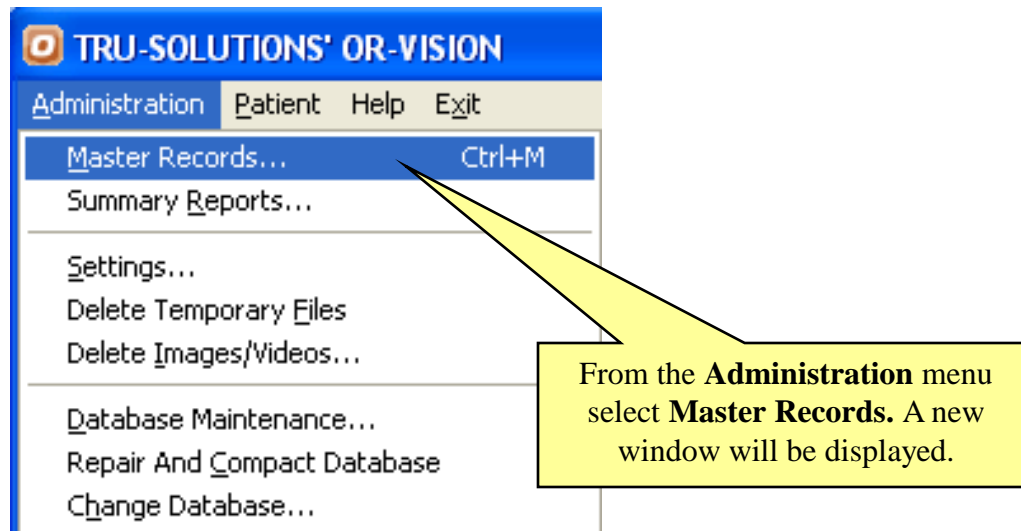 TRU-SOLUTIONS' OR-VISION
Administration Patient Help Exit
Master Records... Ctrl+M
Summary Reports...
Settings...
Delete Temporary Files
Delete Images/Videos...
Database Maintenance...
Repair And Compact Database
Change Database...
From the Administration menu
select Master Records. A new
window will be displayed.